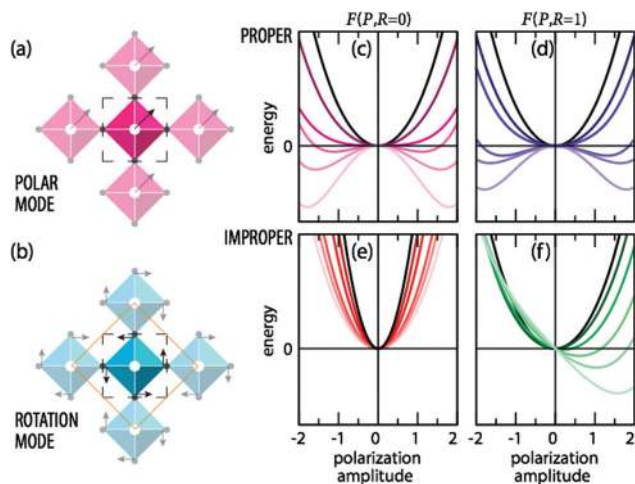 F(P,R=0) F(P,R=1)
(a) PROPER (c) (d)
energy
0
POLAR
MODE
(b) IMPROPER (e) (f)
energy
0
ROTATION
MODE
-2 -1 0 1 2 -2 -1 0 1 2
polarization polarization
amplitude amplitude